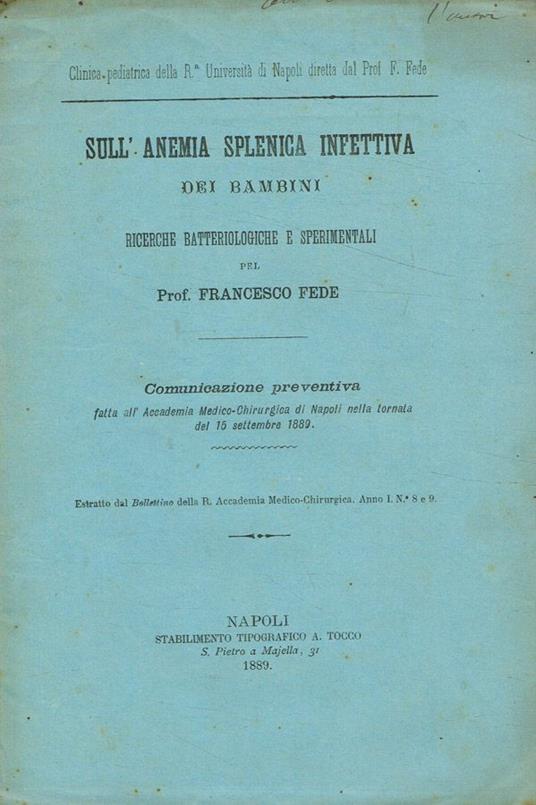 Clinica pediatrica della R.ª Università di Napoli diretta dal Prof F. Fede
SULL' ANEMIA SPLENICA INFETTIVA
DEI BAMBINI
RICERCHE BATTERIOLOGICHE E SPERIMENTALI
PEL
Prof. FRANCESCO FEDE
Comunicazione preventiva
fatta all' Accademia Medico-Chirurgica di Napoli nella tornata
del 15 settembre 1889.
Estratto dal Bollettino della R. Accademia Medico-Chirurgica. Anno I. N.º 8 e 9.
NAPOLI
STABILIMENTO TIPOGRAFICO A. TOCCO
S. Pietro a Majella, 31
1889.